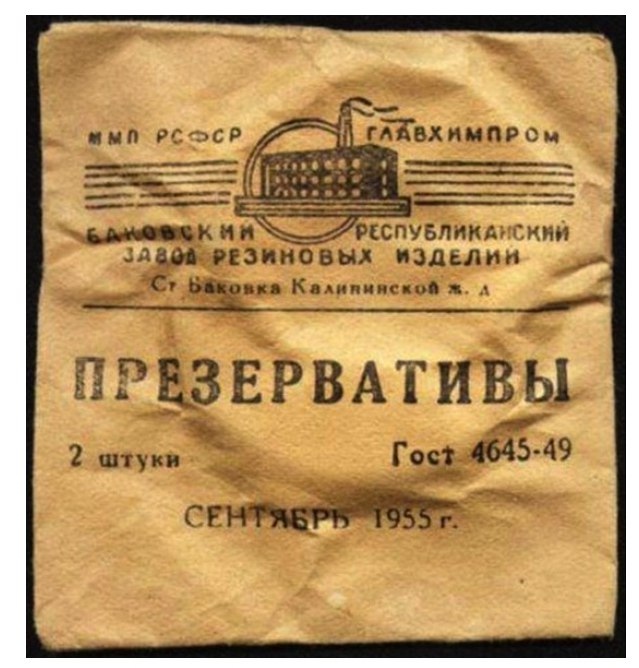 ММП РСФСР ГЛАВХИМПРОМ
БАКОВСКИЙ РЕСПУБЛИКАНСКИЙ
ЗАВОД РЕЗИНОВЫХ ИЗДЕЛИЙ
Ст Баковка Калининской ж. д
ПРЕЗЕРВАТИВЫ
2 штуки Гост 4645-49
СЕНТЯБРЬ 1955 г.